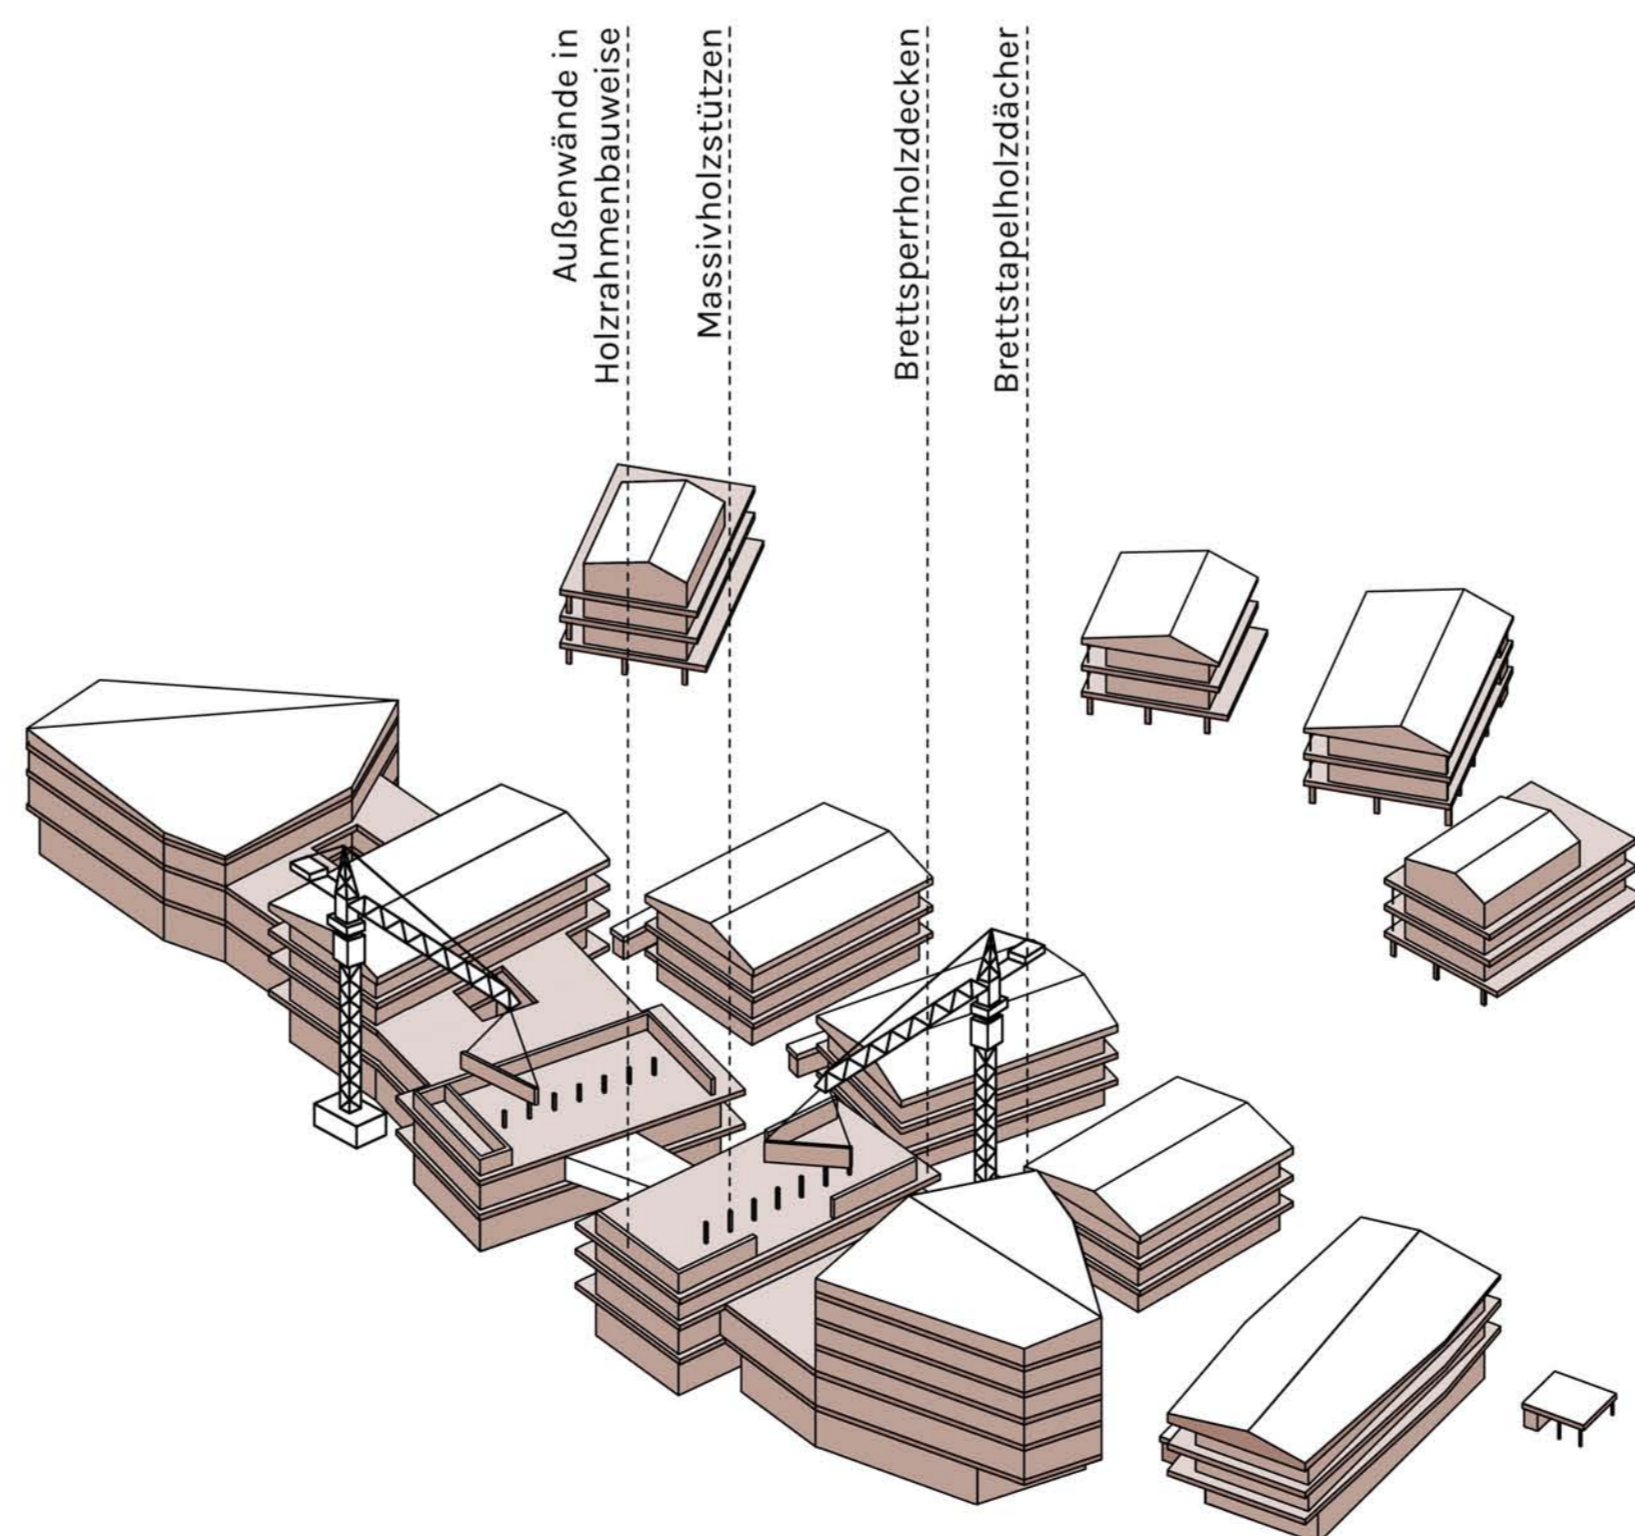 Außenwände in
Holzrahmenbauweise
Massivholzstützen
Brettsperrholzdecken
Brettstapelholzdächer